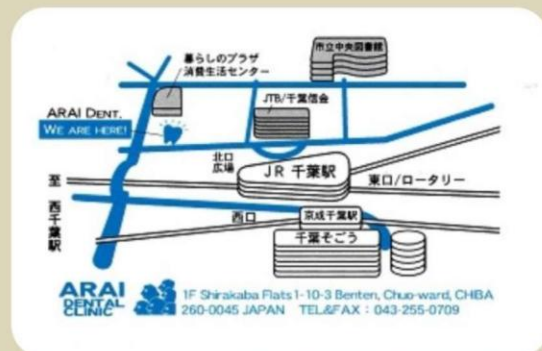 市立中央図書館
暮らしのプラザ
消費生活センター
JTB/千葉信会
ARAI DENT.
WE ARE HERE!
北口
広場
JR 千葉駅
至 西千葉駅
東口/ロータリー
西口
京成千葉駅
千葉そごう
ARAI
DENTAL
CLINIC
1F Shirakaba Flats 1-10-3 Benten, Chuo-ward, CHIBA
260-0045 JAPAN TEL&FAX : 043-255-0709